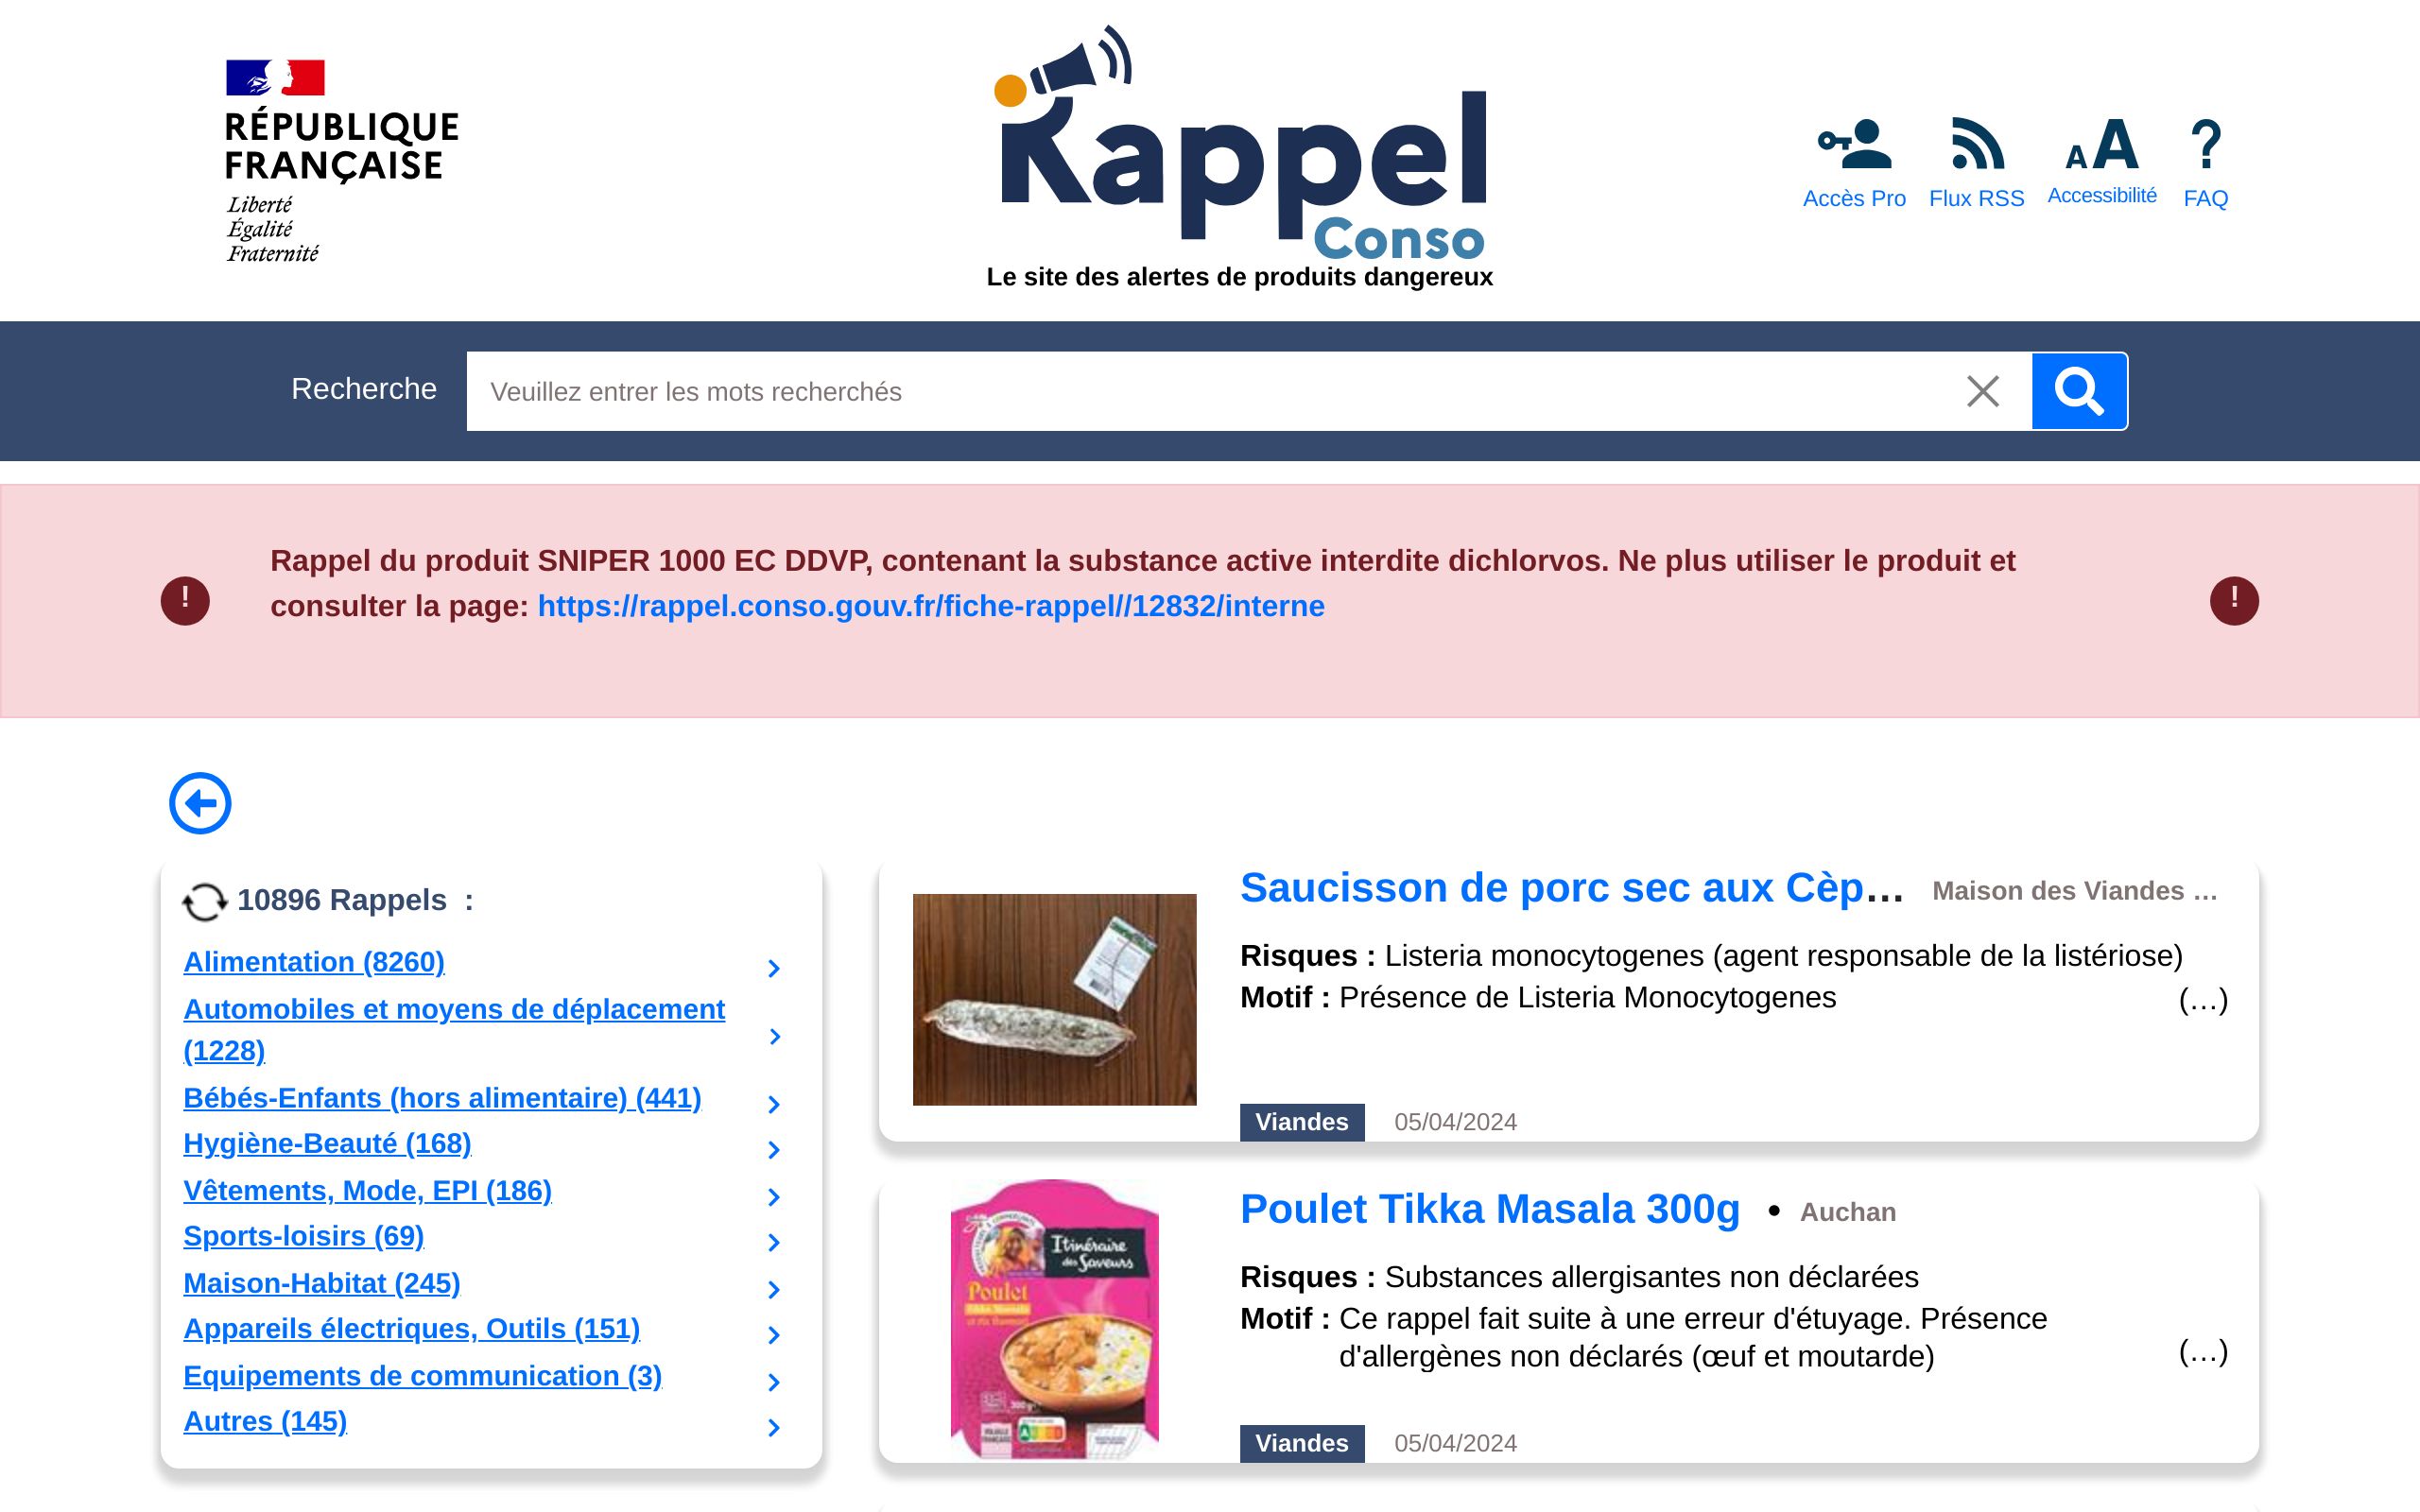 RÉPUBLIQUE
FRANÇAISE
Liberté
Égalité
Fraternité
Rappel
Conso
Le site des alertes de produits dangereux
Accès Pro
Flux RSS
Accessibilité
FAQ
Recherche
Veuillez entrer les mots recherchés
Rappel du produit SNIPER 1000 EC DDVP, contenant la substance active interdite dichlorvos. Ne plus utiliser le produit et
consulter la page: https://rappel.conso.gouv.fr/fiche-rappel//12832/interne
10896 Rappels :
Alimentation (8260)
Automobiles et moyens de déplacement
(1228)
Bébés-Enfants (hors alimentaire) (441)
Hygiène-Beauté (168)
Vêtements, Mode, EPI (186)
Sports-loisirs (69)
Maison-Habitat (245)
Appareils électriques, Outils (151)
Equipements de communication (3)
Autres (145)
Saucisson de porc sec aux Cèp... Maison des Viandes ...
Risques : Listeria monocytogenes (agent responsable de la listériose)
Motif : Présence de Listeria Monocytogenes (...)
Viandes 05/04/2024
Itinéraire
des Saveurs
Poulet
Tikka Masala
Poulet Tikka Masala 300g • Auchan
Risques : Substances allergisantes non déclarées
Motif : Ce rappel fait suite à une erreur d'étuyage. Présence
d'allergènes non déclarés (œuf et moutarde) (...)
Viandes 05/04/2024